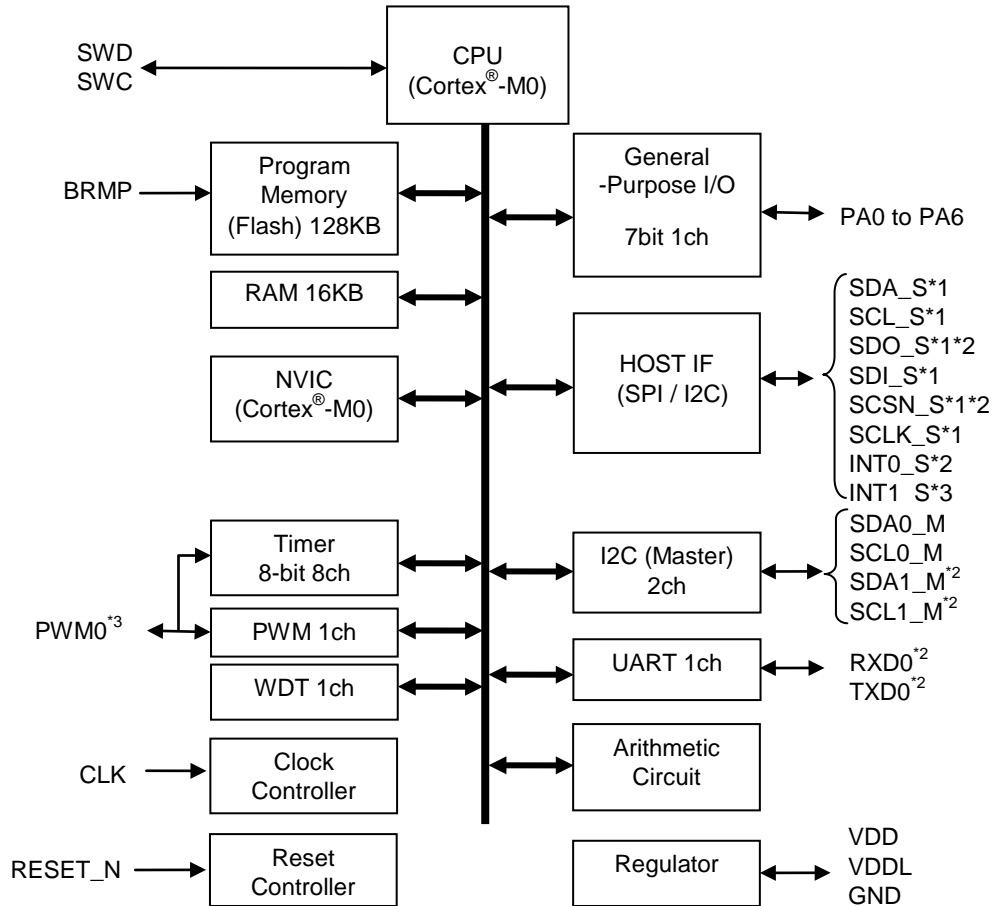 SWD
SWC
CPU
(Cortex®-M0)
BRMP
Program
Memory
(Flash) 128KB
General
-Purpose I/O
7bit 1ch
PA0 to PA6
RAM 16KB
NVIC
(Cortex®-M0)
HOST IF
(SPI / I2C)
SDA_S*1
SCL_S*1
SDO_S*1*2
SDI_S*1
SCSN_S*1*2
SCLK_S*1
INT0_S*2
INT1 S*3
Timer
8-bit 8ch
I2C (Master)
2ch
SDA0_M
SCL0_M
SDA1_M*2
SCL1_M*2
PWM0*3
PWM 1ch
WDT 1ch
UART 1ch
RXD0*2
TXD0*2
CLK
Clock
Controller
Arithmetic
Circuit
RESET_N
Reset
Controller
Regulator
VDD
VDDL
GND